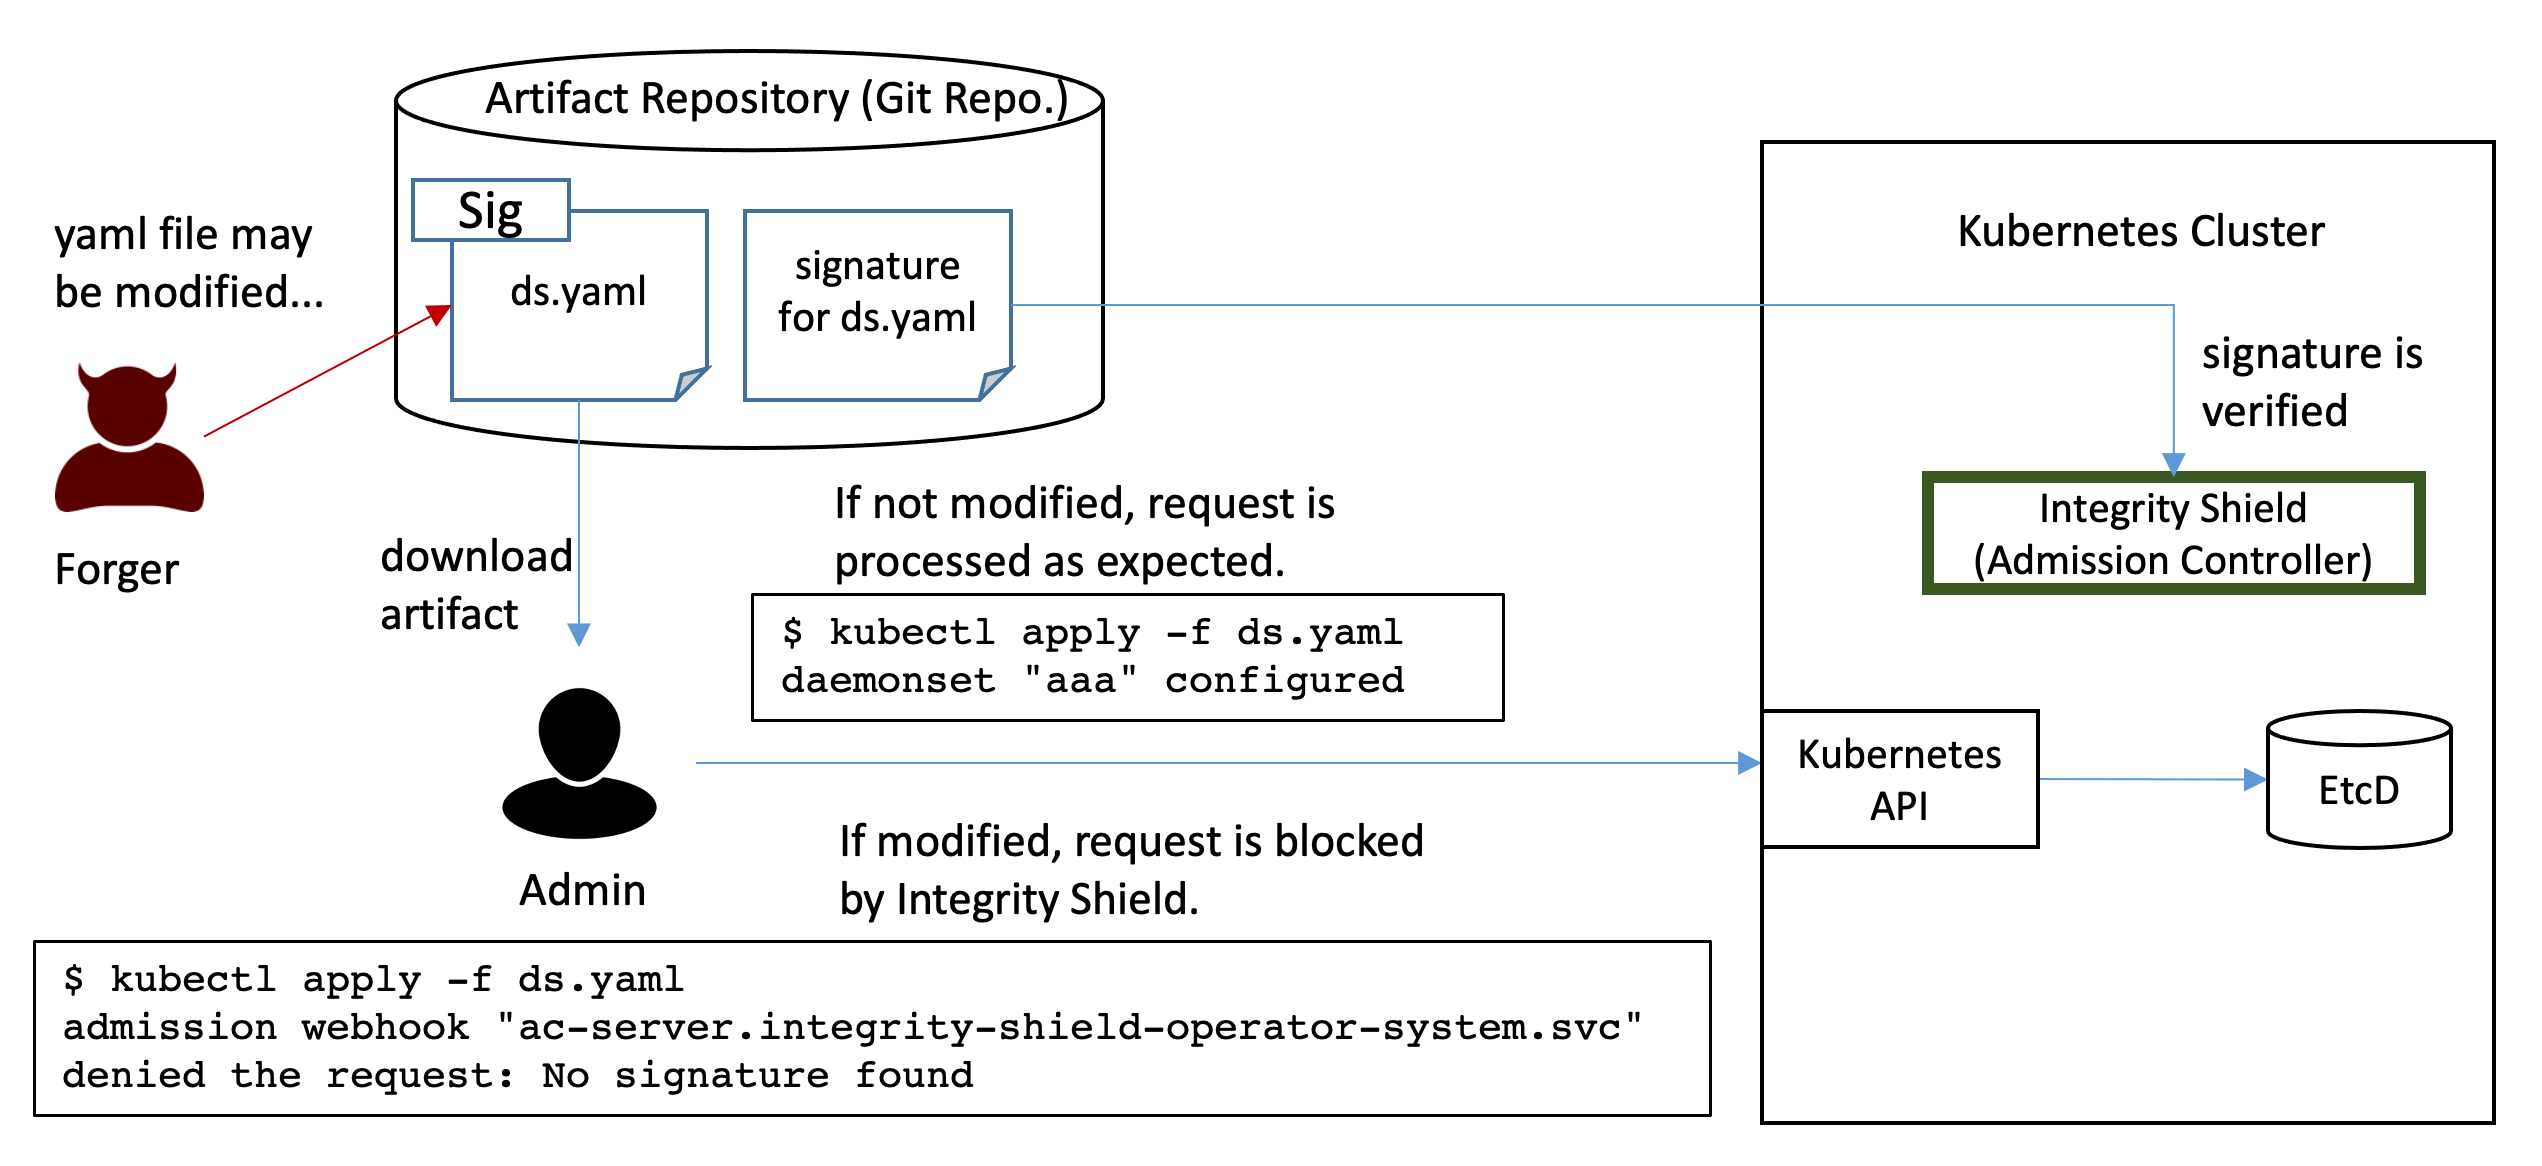 Artifact Repository (Git Repo.)
Sig
ds.yaml
signature
for ds.yaml
yaml file may
be modified...
Forger
download
artifact
Admin
If not modified, request is
processed as expected.
$ kubectl apply -f ds.yaml
daemonset "aaa" configured
If modified, request is blocked
by Integrity Shield.
$ kubectl apply -f ds.yaml
admission webhook "ac-server.integrity-shield-operator-system.svc"
denied the request: No signature found
Kubernetes Cluster
signature is
verified
Integrity Shield
(Admission Controller)
Kubernetes
API
EtcD